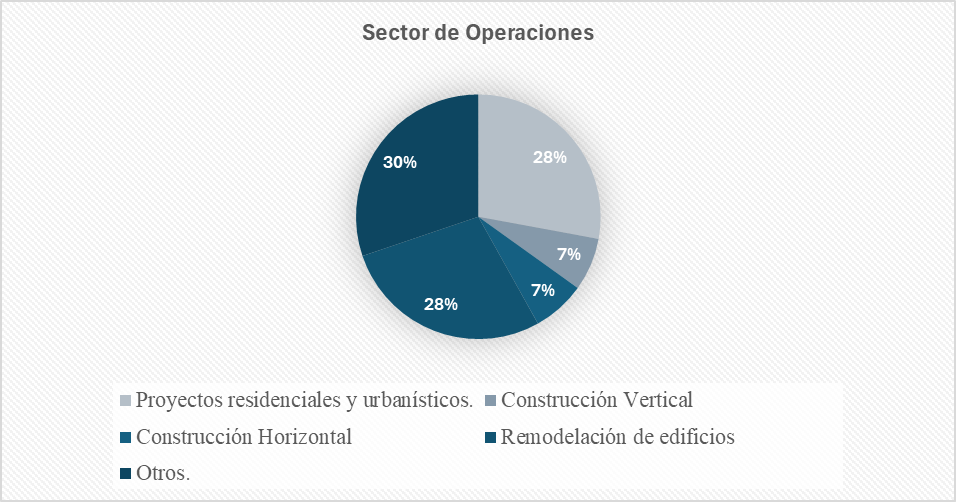 Sector de Operaciones
28%
30%
7%
7%
28%
Proyectos residenciales y urbanísticos.
Construcción Vertical
Construcción Horizontal
Remodelación de edificios
Otros.